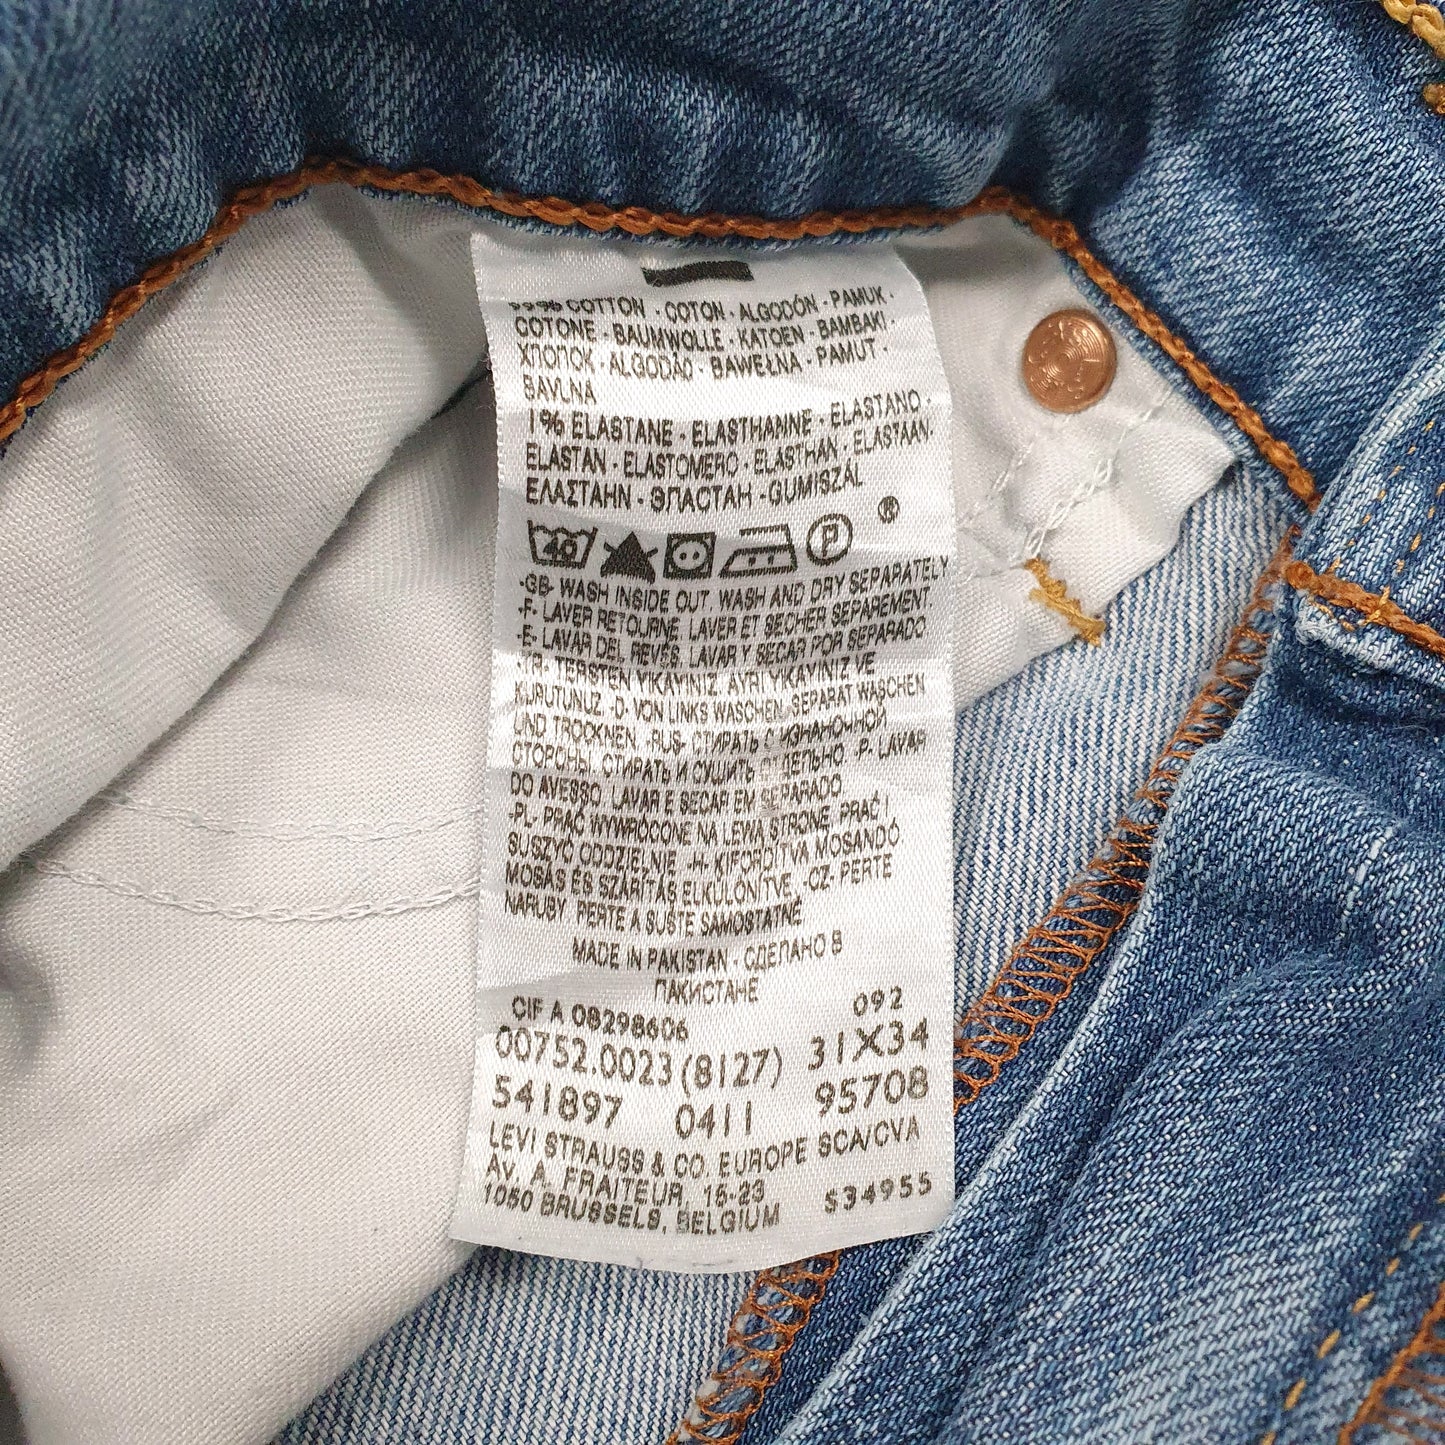 99% COTTON - COTON - ALGODÓN - PAMUK -
COTONE - BAUMWOLLE - KATOEN - BAMBAKI -
ХЛОПОК - ALGODÃO - BAWEŁNA - PAMUT -
BAVLNA
1% ELASTANE - ELASTHANNE - ELASTANO -
ELASTAN - ELASTOMERO - ELASTHAN - ELASTAAN.
ΕΛΑΣΤΑΗΝ - ЭЛАСТАН - GUMISZÁL
40 P ®
-GB- WASH INSIDE OUT. WASH AND DRY SEPARATELY
-F- LAVER RETOURNE. LAVER ET SECHER SEPAREMENT.
-E- LAVAR DEL REVÉS. LAVAR Y SECAR POR SEPARADO
-TR- TERSTEN YIKAYINIZ. AYRI YIKAYINIZ VE
KURUTUNUZ. -D- VON LINKS WASCHEN. SEPARAT WASCHEN
UND TROCKNEN. -RUS- СТИРАТЬ С ИЗНАНОЧНОЙ
СТОРОНЫ. СТИРАТЬ И СУШИТЬ ОТДЕЛЬНО -P- LAVAR
DO AVESSO. LAVAR E SECAR EM SEPARADO
-PL- PRAĆ WYWRÓCONE NA LEWĄ STRONĘ. PRAĆ I
SUSZYĆ ODDZIELNIE -H- KIFORDÍTVA MOSANDÓ
MOSÁS ÉS SZÁRÍTÁS ELKÜLÖNÍTVE. -CZ- PERTE
NARUBY. PERTE A SUŠTE SAMOSTATNĚ
MADE IN PAKISTAN - СДЕЛАНО В
ПАКИСТАНЕ
CIF A 08298606 092
00752.0023 (8127) 31X34
541897 0411 95708
LEVI STRAUSS & CO. EUROPE SCA/CVA
AV. A. FRAITEUR, 15-23
1050 BRUSSELS, BELGIUM S34955